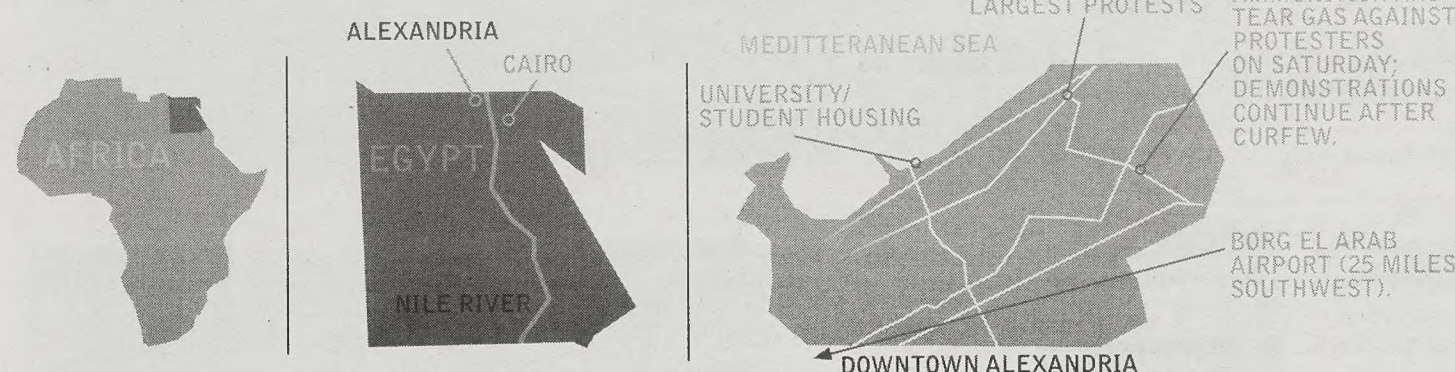 AFRICA
ALEXANDRIA
CAIRO
EGYPT
NILE RIVER
MEDITTERANEAN SEA
UNIVERSITY/
STUDENT HOUSING
LARGEST PROTESTS
TEAR GAS AGAINST
PROTESTERS
ON SATURDAY;
DEMONSTRATIONS
CONTINUE AFTER
CURFEW.
BORG EL ARAB
AIRPORT (25 MILES
SOUTHWEST).
DOWNTOWN ALEXANDRIA